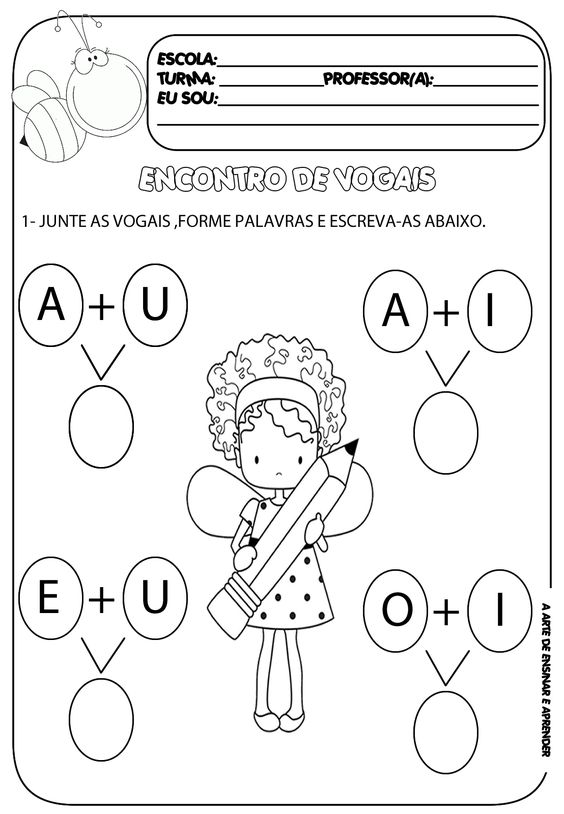 ESCOLA:
TURMA: PROFESSOR(A):
EU SOU:
ENCONTRO DE VOGAIS
1- JUNTE AS VOGAIS ,FORME PALAVRAS E ESCREVA-AS ABAIXO.
A + U
A + I
E + U
O + I
A ARTE DE ENSINAR E APRENDER